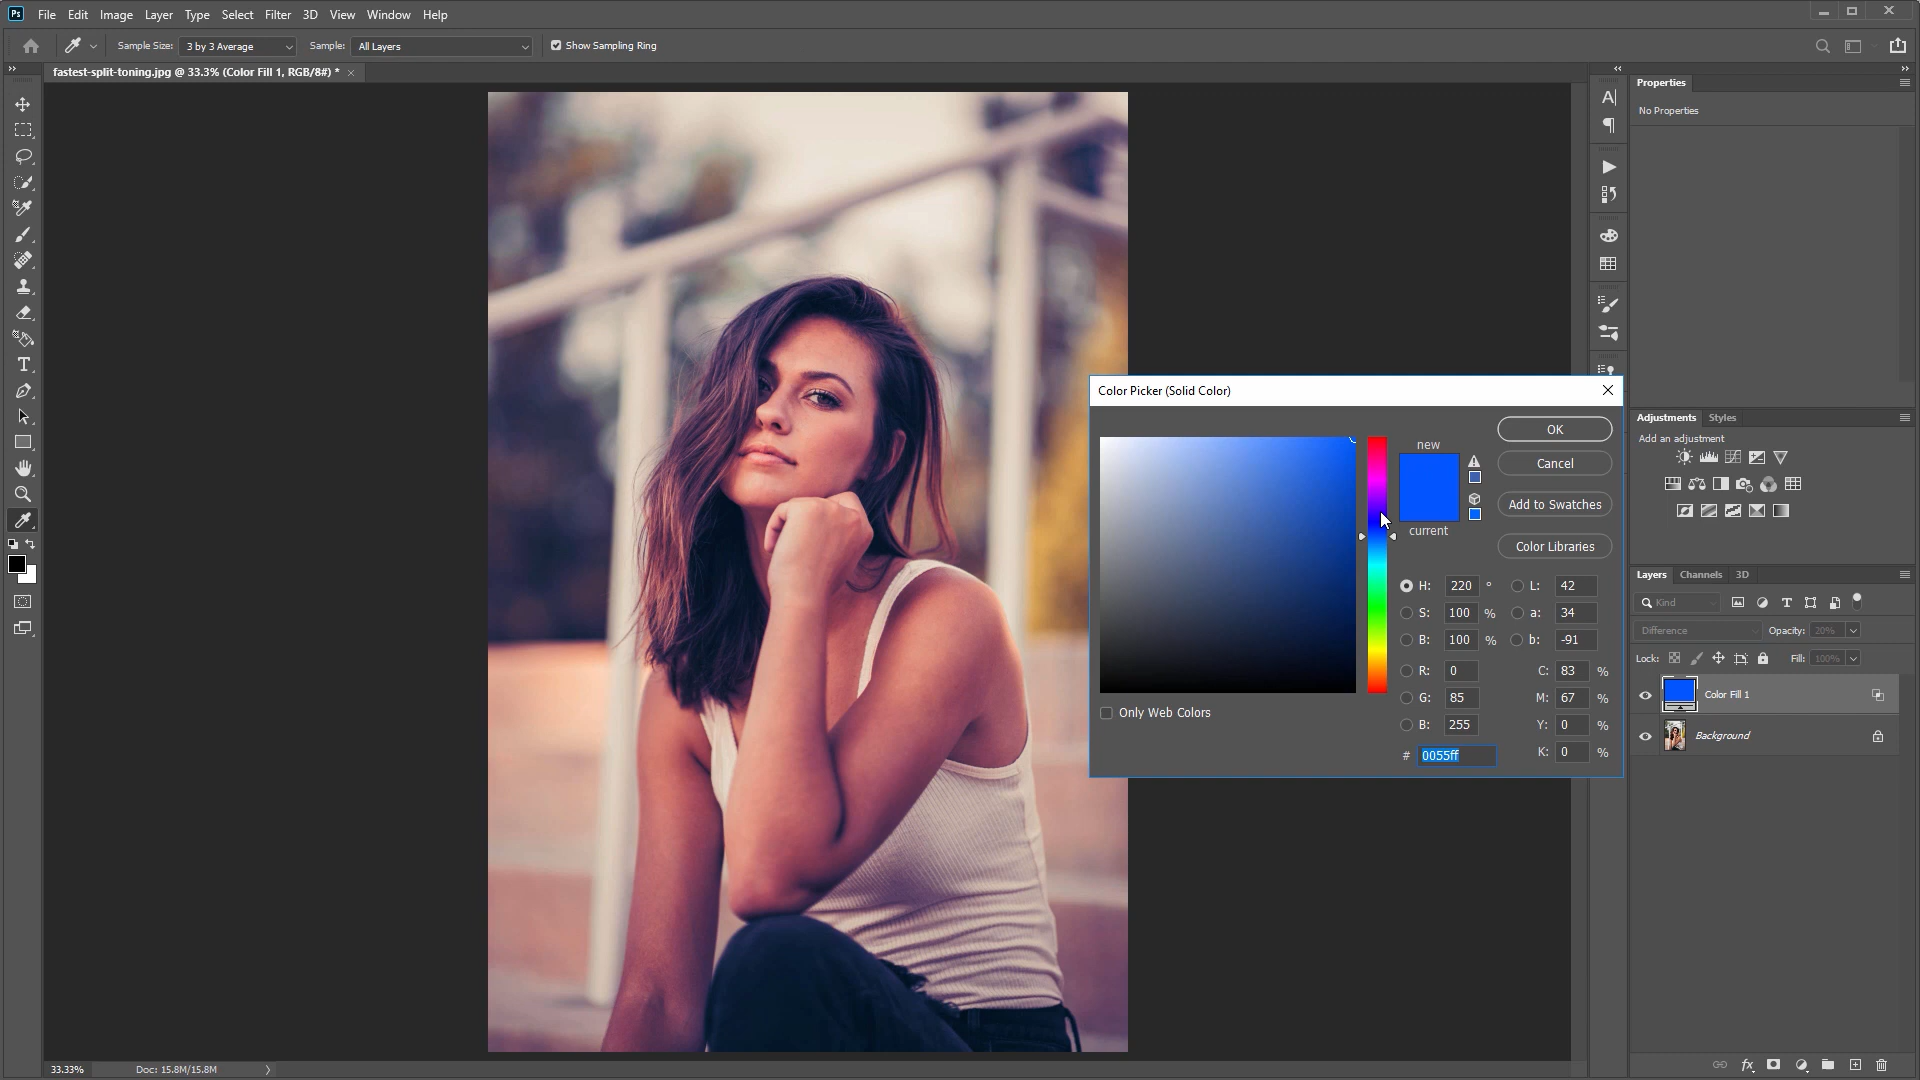 Ps File Edit Image Layer Type Select Filter 3D View Window Help
Sample Size: 3 by 3 Average Sample: All Layers Show Sampling Ring
fastest-split-toning.jpg @ 33.3% (Color Fill 1, RGB/8#) * ×
Properties
No Properties
Color Picker (Solid Color)
OK
new
Cancel
Add to Swatches
current
Color Libraries
H: 220 ° L: 42
S: 100 % a: 34
B: 100 % b: -91
R: 0 C: 83 %
G: 85 M: 67 %
B: 255 Y: 0 %
# 0055ff K: 0 %
Only Web Colors
Adjustments Styles
Add an adjustment
Layers Channels 3D
Kind
Difference Opacity: 20%
Lock: Fill: 100%
Color Fill 1
Background
fx
33.33% Doc: 15.8M/15.8M